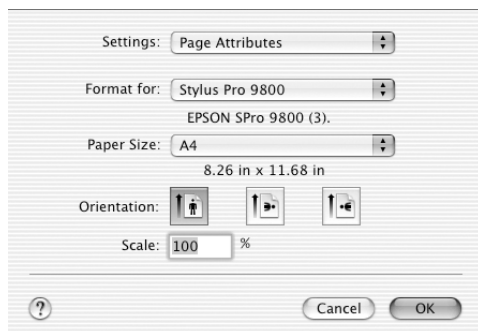 Settings: Page Attributes
Format for: Stylus Pro 9800
EPSON SPro 9800 (3).
Paper Size: A4
8.26 in x 11.68 in
Orientation:
Scale: 100 %
? Cancel OK